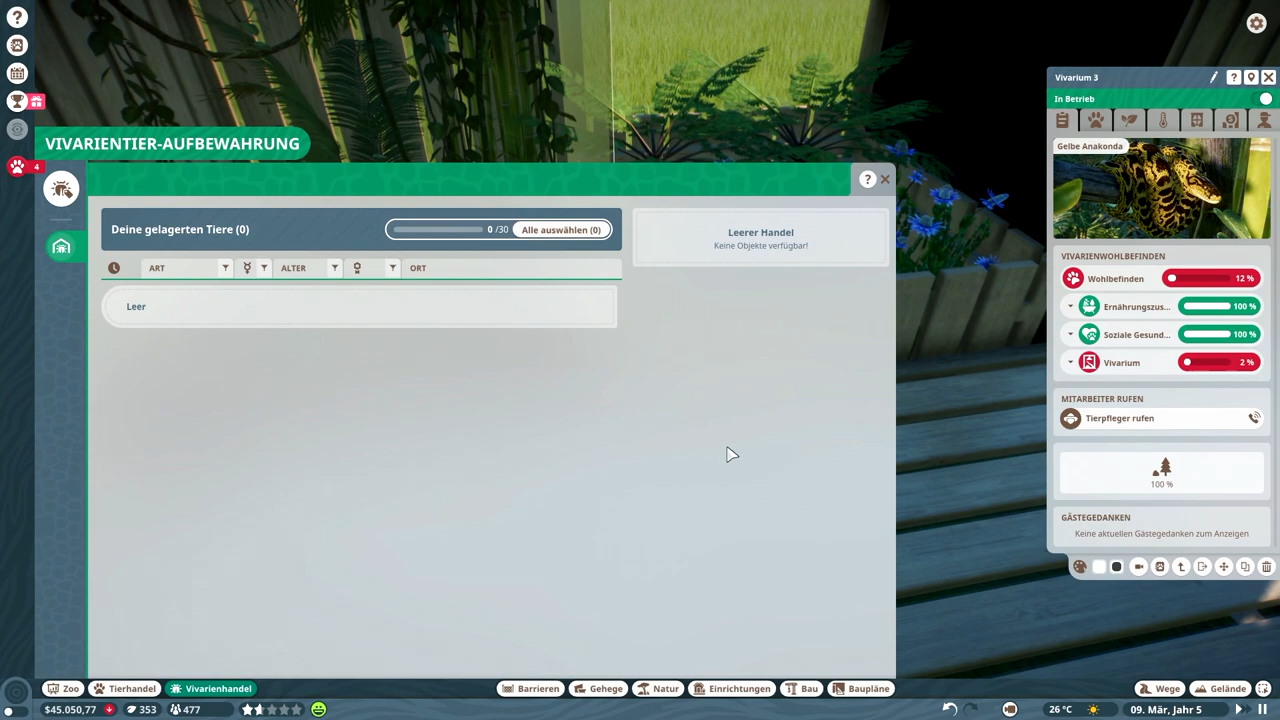 VIVARIENTIER-AUFBEWAHRUNG
4
Deine gelagerten Tiere (0)
0 /30
Alle auswählen (0)
ART
ALTER
ORT
Leer
Leerer Handel
Keine Objekte verfügbar!
Vivarium 3
In Betrieb
Gelbe Anakonda
VIVARIENWOHLBEFINDEN
Wohlbefinden
12 %
Ernährungszus...
100 %
Soziale Gesund...
100 %
Vivarium
2 %
MITARBEITER RUFEN
Tierpfleger rufen
100 %
GÄSTEGEDANKEN
Keine aktuellen Gästegedanken zum Anzeigen
Zoo
Tierhandel
Vivarienhandel
Barrieren
Gehege
Natur
Einrichtungen
Bau
Baupläne
Wege
Gelände
$45.050,77
353
477
26 °C
09. Mär, Jahr 5